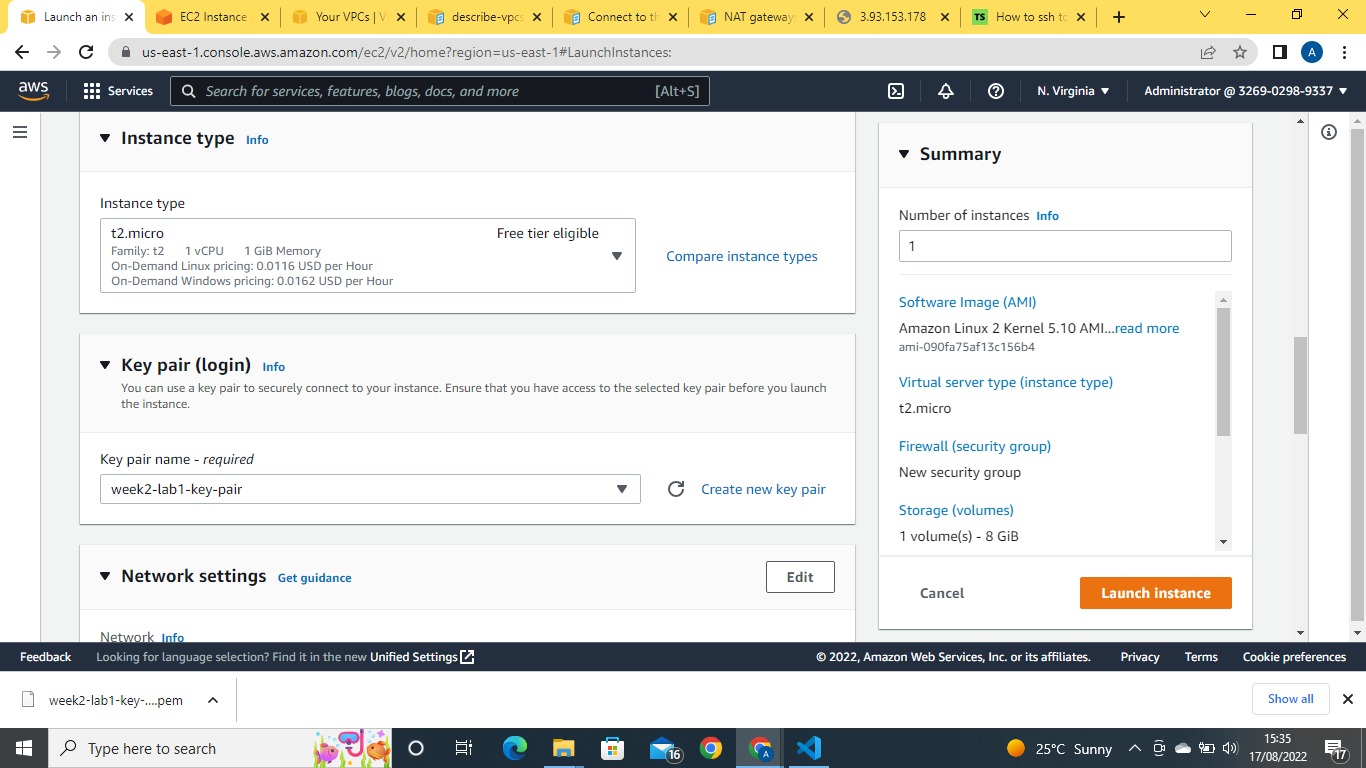 Launch an ins
EC2 Instance
Your VPCs | V
describe-vpcs
Connect to th
NAT gateway
3.93.153.178
TS
How to ssh to
us-east-1.console.aws.amazon.com/ec2/v2/home?region=us-east-1#LaunchInstances:
A
aws
Services
Search for services, features, blogs, docs, and more
[Alt+S]
N. Virginia
Administrator @ 3269-0298-9337
Instance type Info
Instance type
t2.micro
Free tier eligible
Family: t2 1 vCPU 1 GiB Memory
On-Demand Linux pricing: 0.0116 USD per Hour
On-Demand Windows pricing: 0.0162 USD per Hour
Compare instance types
Key pair (login) Info
You can use a key pair to securely connect to your instance. Ensure that you have access to the selected key pair before you launch
the instance.
Key pair name - required
week2-lab1-key-pair
Create new key pair
Network settings Get guidance
Edit
Network Info
Summary
Number of instances Info
1
Software Image (AMI)
Amazon Linux 2 Kernel 5.10 AMI...read more
ami-090fa75af13c156b4
Virtual server type (instance type)
t2.micro
Firewall (security group)
New security group
Storage (volumes)
1 volume(s) - 8 GiB
Cancel
Launch instance
Feedback
Looking for language selection? Find it in the new Unified Settings
© 2022, Amazon Web Services, Inc. or its affiliates.
Privacy
Terms
Cookie preferences
week2-lab1-key-....pem
Show all
Type here to search
16
A
25°C Sunny
15:35
17/08/2022
17